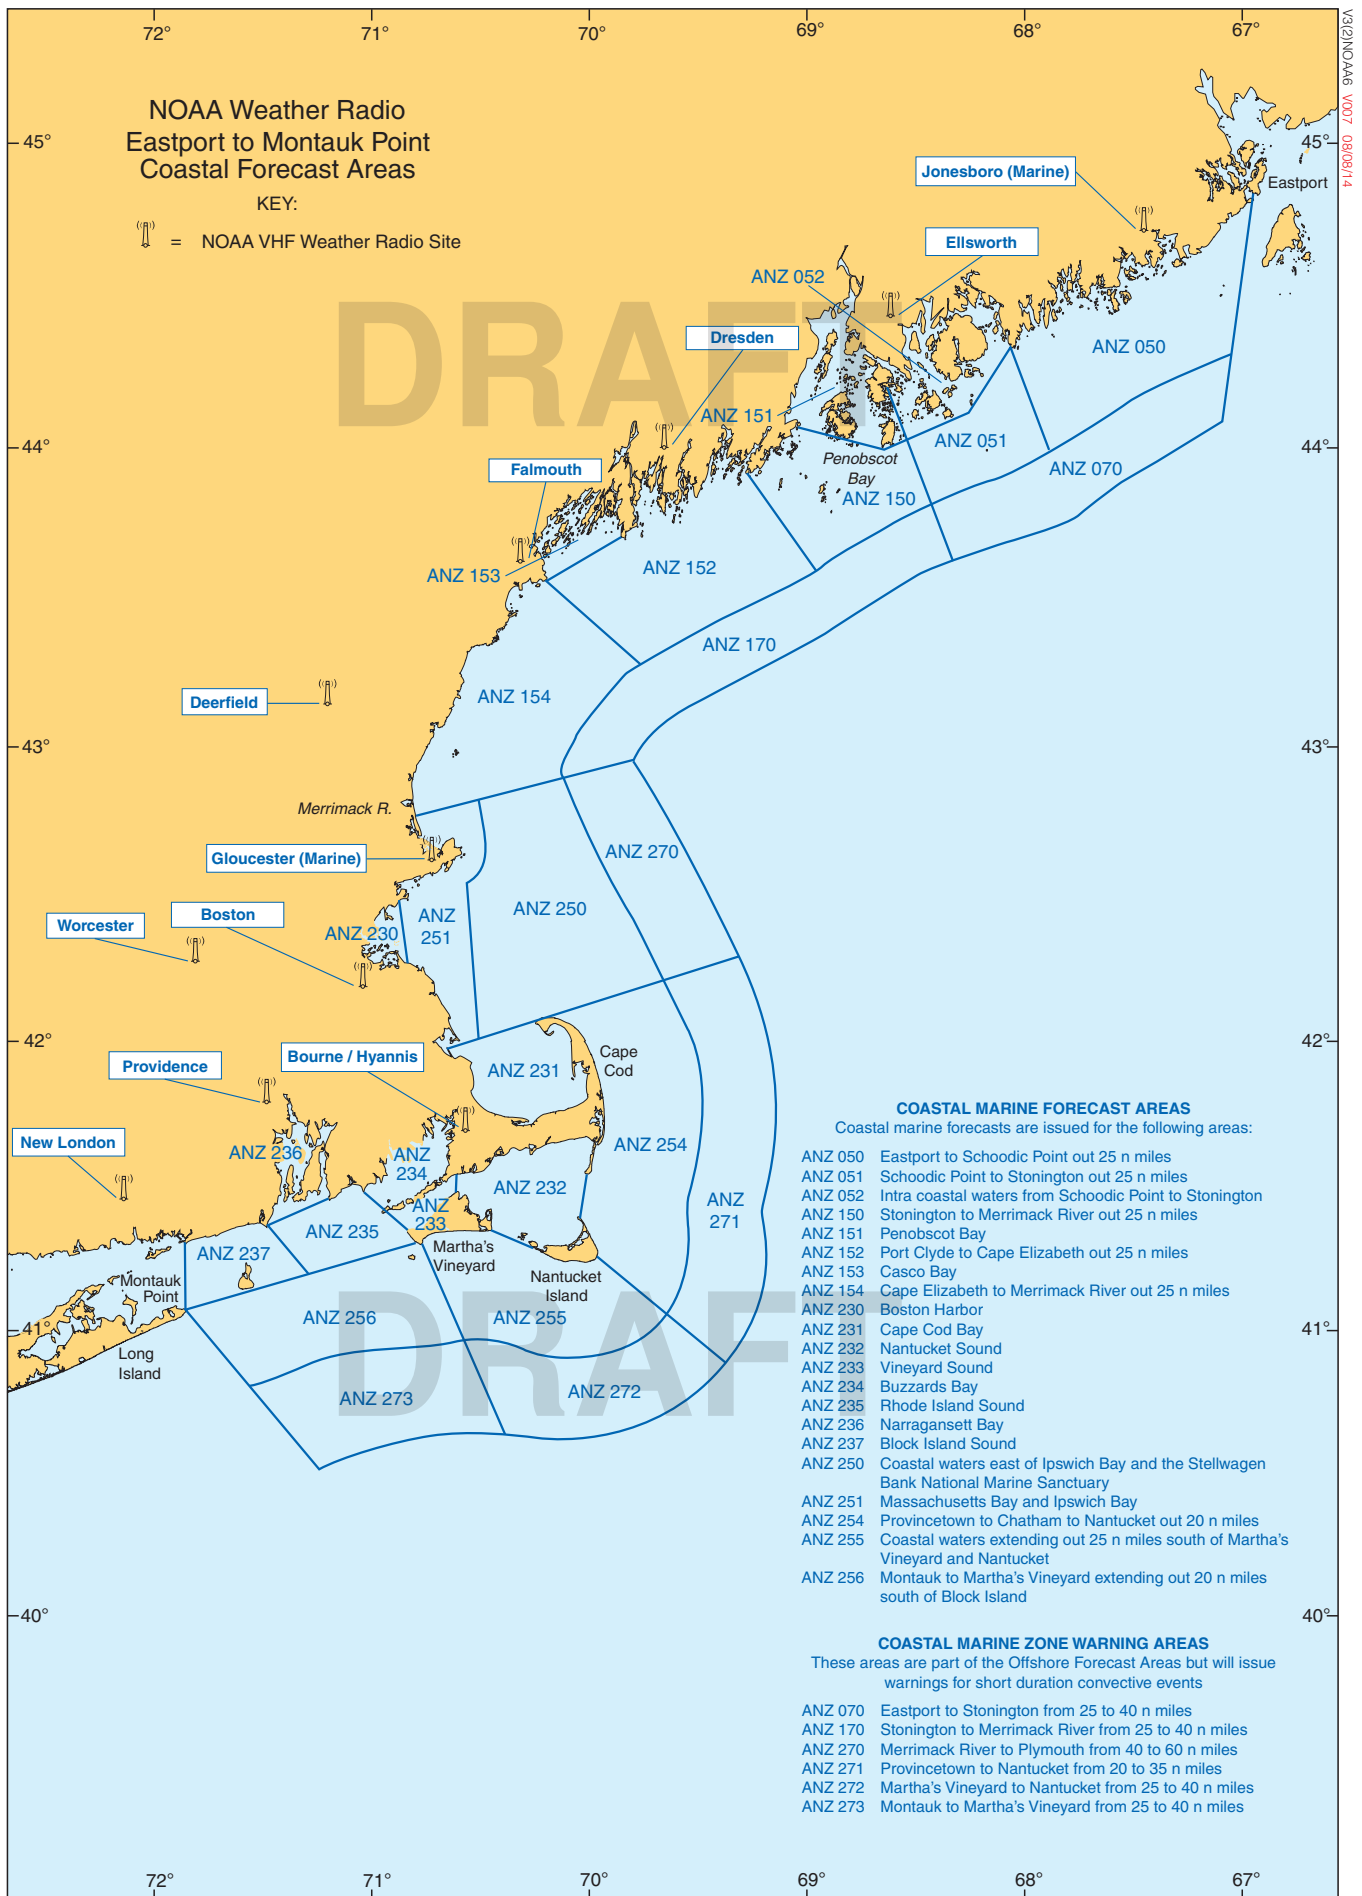 72° 71° 70° 69° 68° 67°
V3(2)NOAA6 V007 08/08/14
NOAA Weather Radio
Eastport to Montauk Point
Coastal Forecast Areas
KEY:
= NOAA VHF Weather Radio Site
45° 45°
Jonesboro (Marine)
Eastport
Ellsworth
ANZ 052
DRAFT
Dresden
ANZ 050
ANZ 151
44° 44°
ANZ 051
Penobscot
Bay
ANZ 070
Falmouth
ANZ 150
ANZ 153
ANZ 152
ANZ 170
Deerfield
ANZ 154
43° 43°
Merrimack R.
Gloucester (Marine)
ANZ 270
Worcester
Boston
ANZ 230
ANZ
251
ANZ 250
42° 42°
Providence
Bourne / Hyannis
Cape
Cod
ANZ 231
New London
ANZ 236
ANZ
234
ANZ 254
ANZ 232
ANZ
233
ANZ
271
ANZ 237
ANZ 235
Martha's
Vineyard
Nantucket
Island
Montauk
Point
ANZ 256
ANZ 255
41° 41°
Long
Island
DRAFT
ANZ 273
ANZ 272
COASTAL MARINE FORECAST AREAS
Coastal marine forecasts are issued for the following areas:
ANZ 050 Eastport to Schoodic Point out 25 n miles
ANZ 051 Schoodic Point to Stonington out 25 n miles
ANZ 052 Intra coastal waters from Schoodic Point to Stonington
ANZ 150 Stonington to Merrimack River out 25 n miles
ANZ 151 Penobscot Bay
ANZ 152 Port Clyde to Cape Elizabeth out 25 n miles
ANZ 153 Casco Bay
ANZ 154 Cape Elizabeth to Merrimack River out 25 n miles
ANZ 230 Boston Harbor
ANZ 231 Cape Cod Bay
ANZ 232 Nantucket Sound
ANZ 233 Vineyard Sound
ANZ 234 Buzzards Bay
ANZ 235 Rhode Island Sound
ANZ 236 Narragansett Bay
ANZ 237 Block Island Sound
ANZ 250 Coastal waters east of Ipswich Bay and the Stellwagen
Bank National Marine Sanctuary
ANZ 251 Massachusetts Bay and Ipswich Bay
ANZ 254 Provincetown to Chatham to Nantucket out 20 n miles
ANZ 255 Coastal waters extending out 25 n miles south of Martha's
Vineyard and Nantucket
ANZ 256 Montauk to Martha's Vineyard extending out 20 n miles
south of Block Island
40° 40°
COASTAL MARINE ZONE WARNING AREAS
These areas are part of the Offshore Forecast Areas but will issue
warnings for short duration convective events
ANZ 070 Eastport to Stonington from 25 to 40 n miles
ANZ 170 Stonington to Merrimack River from 25 to 40 n miles
ANZ 270 Merrimack River to Plymouth from 40 to 60 n miles
ANZ 271 Provincetown to Nantucket from 20 to 35 n miles
ANZ 272 Martha's Vineyard to Nantucket from 25 to 40 n miles
ANZ 273 Montauk to Martha's Vineyard from 25 to 40 n miles
72° 71° 70° 69° 68° 67°